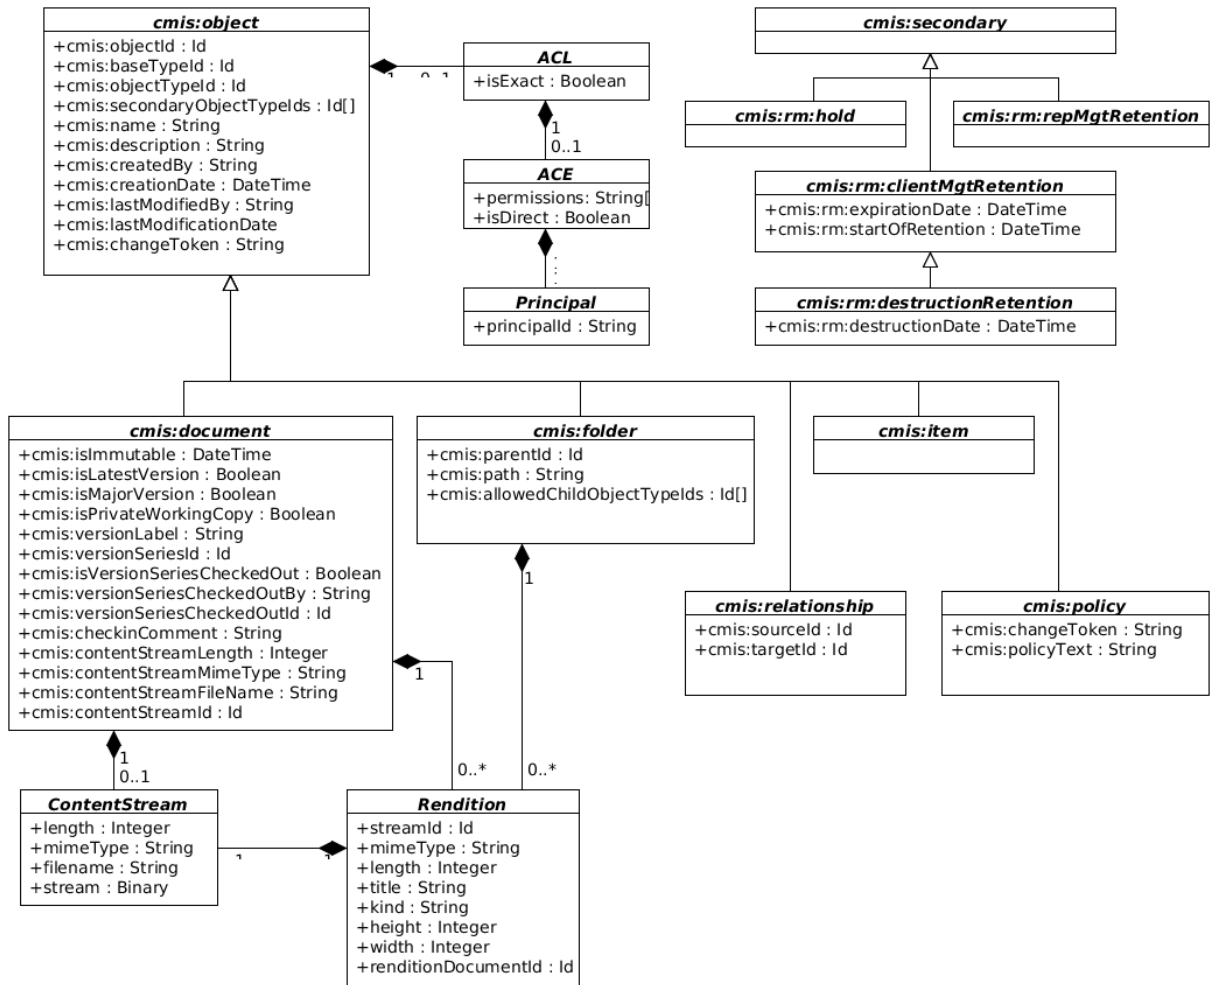 cmis:object
+cmis:objectId : Id
+cmis:baseTypeId : Id
+cmis:objectTypeId : Id
+cmis:secondaryObjectTypeIds : Id[]
+cmis:name : String
+cmis:description : String
+cmis:createdBy : String
+cmis:creationDate : DateTime
+cmis:lastModifiedBy : String
+cmis:lastModificationDate
+cmis:changeToken : String
ACL
+isExact : Boolean
1
0..1
ACE
+permissions: String[
+isDirect : Boolean
Principal
+principalId : String
cmis:secondary
cmis:rm:hold
cmis:rm:repMgtRetention
cmis:rm:clientMgtRetention
+cmis:rm:expirationDate : DateTime
+cmis:rm:startOfRetention : DateTime
cmis:rm:destructionRetention
+cmis:rm:destructionDate : DateTime
cmis:document
+cmis:isImmutable : DateTime
+cmis:isLatestVersion : Boolean
+cmis:isMajorVersion : Boolean
+cmis:isPrivateWorkingCopy : Boolean
+cmis:versionLabel : String
+cmis:versionSeriesId : Id
+cmis:isVersionSeriesCheckedOut : Boolean
+cmis:versionSeriesCheckedOutBy : String
+cmis:versionSeriesCheckedOutId : Id
+cmis:checkinComment : String
+cmis:contentStreamLength : Integer
+cmis:contentStreamMimeType : String
+cmis:contentStreamFileName : String
+cmis:contentStreamId : Id
cmis:folder
+cmis:parentId : Id
+cmis:path : String
+cmis:allowedChildObjectTypeIds : Id[]
cmis:item
cmis:relationship
+cmis:sourceId : Id
+cmis:targetId : Id
cmis:policy
+cmis:changeToken : String
+cmis:policyText : String
1
1
1
0..1
0..*
0..*
ContentStream
+length : Integer
+mimeType : String
+filename : String
+stream : Binary
Rendition
+streamId : Id
+mimeType : String
+length : Integer
+title : String
+kind : String
+height : Integer
+width : Integer
+renditionDocumentId : Id